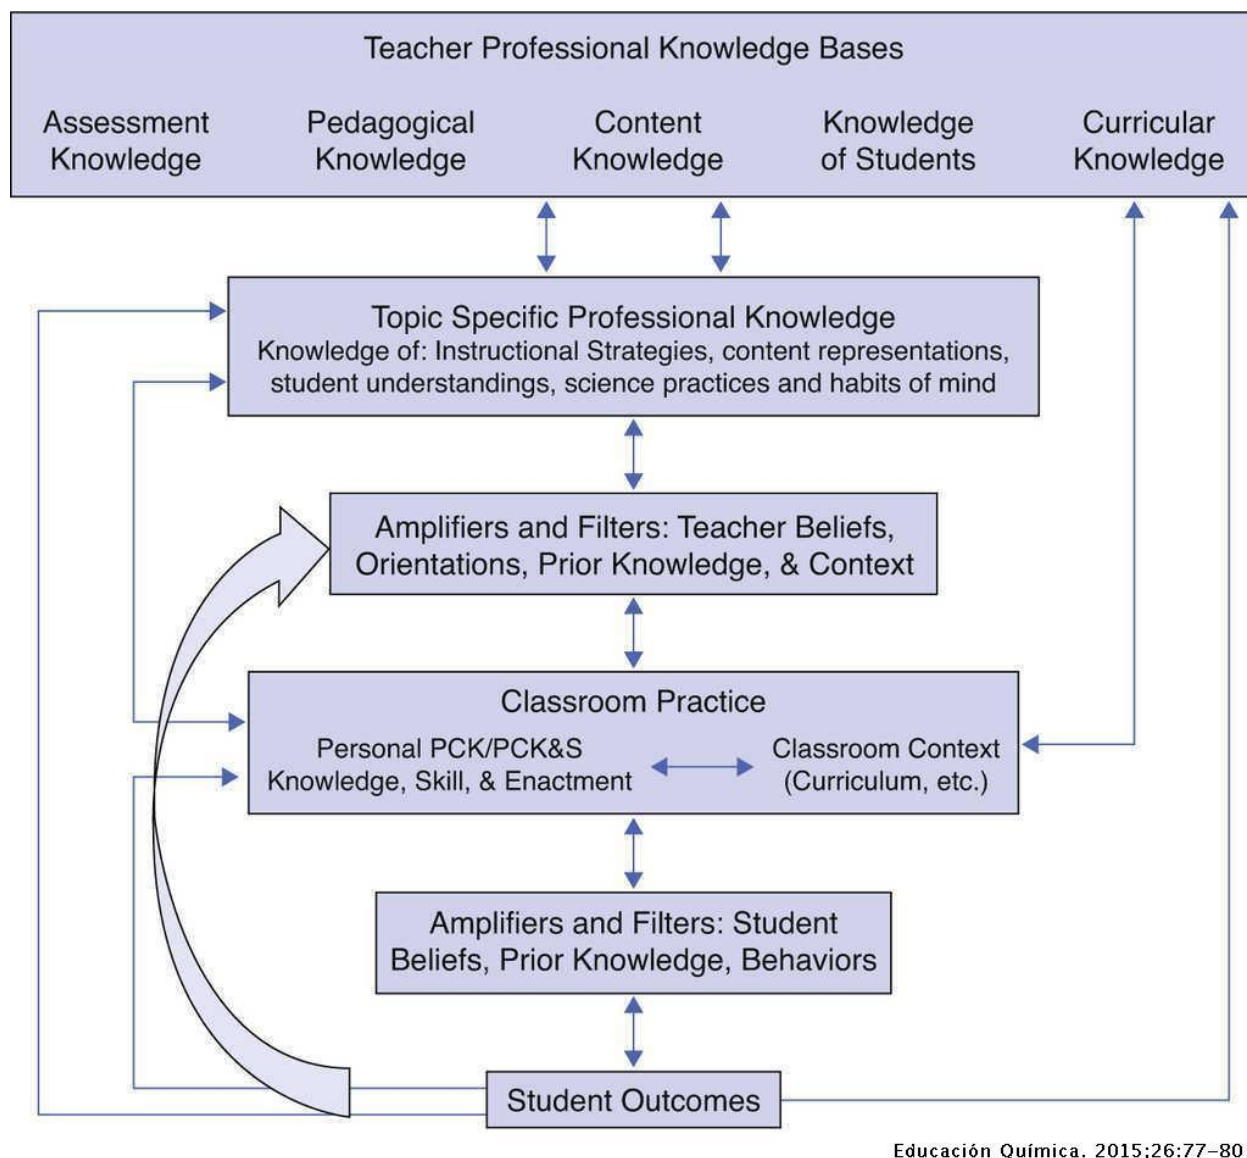 Teacher Professional Knowledge Bases
Assessment
Knowledge
Pedagogical
Knowledge
Content
Knowledge
Knowledge
of Students
Curricular
Knowledge
Topic Specific Professional Knowledge
Knowledge of: Instructional Strategies, content representations,
student understandings, science practices and habits of mind
Amplifiers and Filters: Teacher Beliefs,
Orientations, Prior Knowledge, & Context
Classroom Practice
Personal PCK/PCK&S
Knowledge, Skill, & Enactment
Classroom Context
(Curriculum, etc.)
Amplifiers and Filters: Student
Beliefs, Prior Knowledge, Behaviors
Student Outcomes
Educación Química. 2015;26:77–80